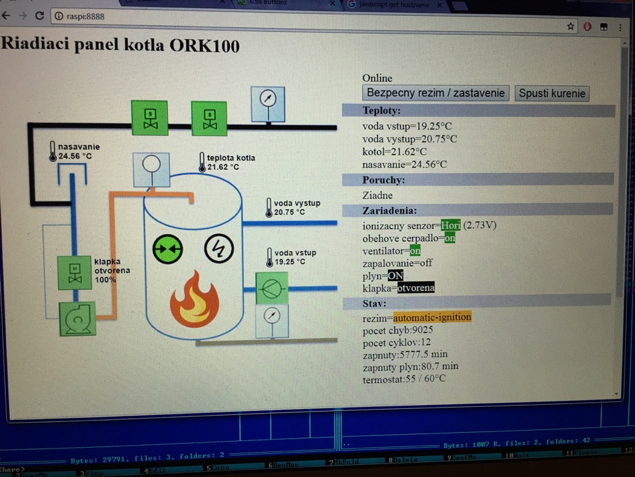 raspi:8888
Riadiaci panel kotla ORK100
nasavanie
24.56 °C
teplota kotla
21.62 °C
voda vystup
20.75 °C
voda vstup
19.25 °C
klapka
otvorena
100%
Online
Bezpecny rezim / zastavenie
Spusti kurenie
Teploty:
voda vstup=19.25°C
voda vystup=20.75°C
kotol=21.62°C
nasavanie=24.56°C
Poruchy:
Ziadne
Zariadenia:
ionizacny senzor=Hori (2.73V)
obehove cerpadlo=on
ventilator=on
zapalovanie=off
plyn=ON
klapka=otvorena
Stav:
rezim=automatic-ignition
pocet chyb:9025
pocet cyklov:12
zapnuty:5777.5 min
zapnuty plyn:80.7 min
termostat:55 / 60°C
Bytes: 29791, files: 3, folders: 2
Bytes: 1007 K, files: 2, folders: 42